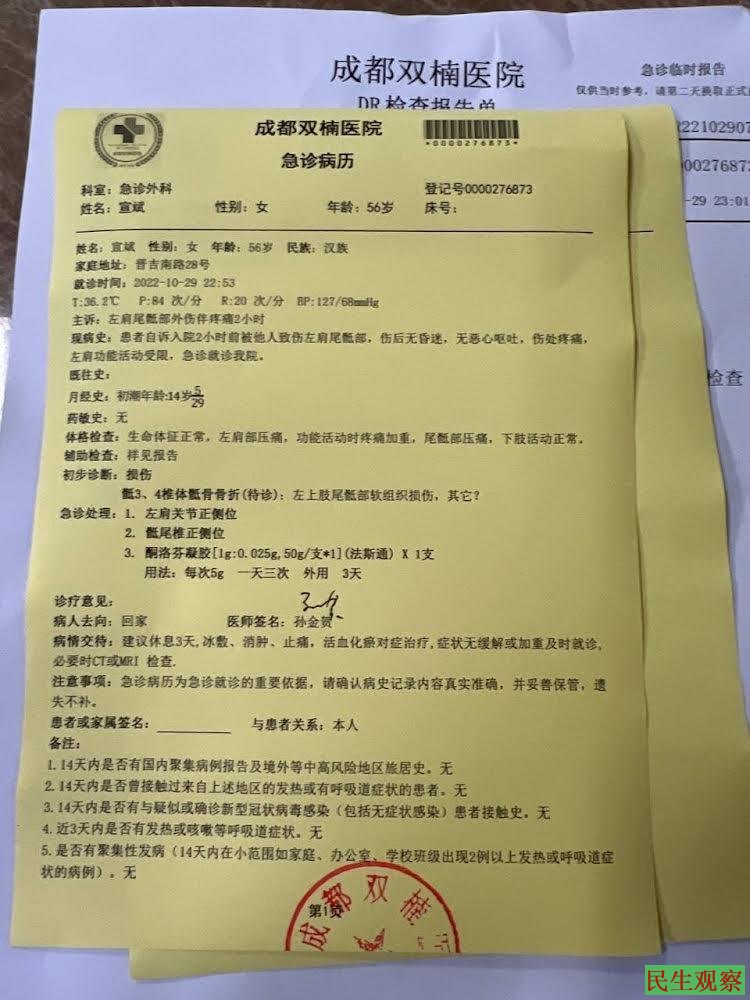 成都双楠医院
急诊临时报告
DR检查报告单
仅供当时参考，请第二天换取正式
22210290
000276873
-29 23:01
检查
成都双楠医院
*0000276873*
急诊病历
科室：急诊外科 登记号0000276873
姓名：宣斌 性别：女 年龄：56岁 床号：
姓名：宣斌 性别：女 年龄：56岁 民族：汉族
家庭地址：晋吉南路28号
就诊时间：2022-10-29 22:53
T:36.2℃ P:84 次/分 R:20 次/分 BP:127/68mmHg
主诉：左肩尾骶部外伤伴疼痛2小时
现病史：患者自诉入院2小时前被他人致伤左肩尾骶部，伤后无昏迷，无恶心呕吐，伤处疼痛，
左肩功能活动受限，急诊就诊我院。
既往史：
月经史：初潮年龄:14岁5/29
药敏史：无
体格检查：生命体征正常，左肩部压痛，功能活动时疼痛加重，尾骶部压痛，下肢活动正常。
辅助检查：祥见报告
初步诊断：损伤
骶3、4椎体骶骨骨折(待诊)：左上肢尾骶部软组织损伤，其它？
急诊处理：1. 左肩关节正侧位
2. 骶尾椎正侧位
3. 酮洛芬凝胶[1g:0.025g,50g/支*1](法斯通) X 1支
用法：每次5g 一天三次 外用 3天
诊疗意见：
病人去向：回家 医师签名：孙金贺
病情交待：建议休息3天,冰敷、消肿、止痛，活血化瘀对症治疗,症状无缓解或加重及时就诊,
必要时CT或MRI 检查.
注意事项：急诊病历为急诊就诊的重要依据，请确认病史记录内容真实准确，并妥善保管，遗
失不补。
患者或家属签名： 与患者关系：本人
备注：
1.14天内是否有国内聚集病例报告及境外等中高风险地区旅居史。无
2.14天内是否曾接触过来自上述地区的发热或有呼吸道症状的患者。无
3.14天内是否有与疑似或确诊新型冠状病毒感染（包括无症状感染）患者接触史。无
4.近3天内是否有发热或咳嗽等呼吸道症状。无
5.是否有聚集性发病（14天内在小范围如家庭、办公室、学校班级出现2例以上发热或呼吸道症
状的病例）。无
第1页
成都双楠
民生观察